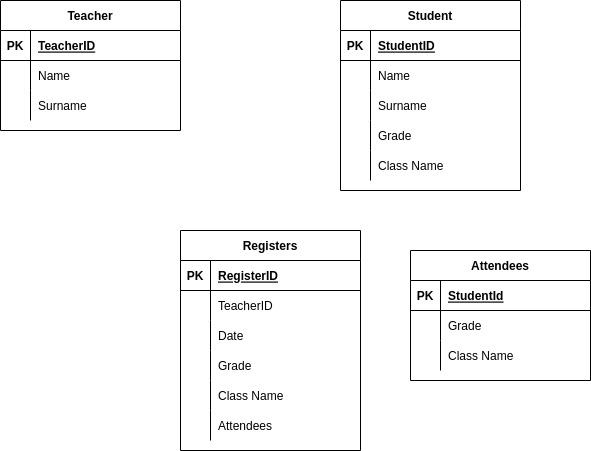 Teacher
PK TeacherID
Name
Surname
Student
PK StudentID
Name
Surname
Grade
Class Name
Registers
PK RegisterID
TeacherID
Date
Grade
Class Name
Attendees
Attendees
PK StudentId
Grade
Class Name